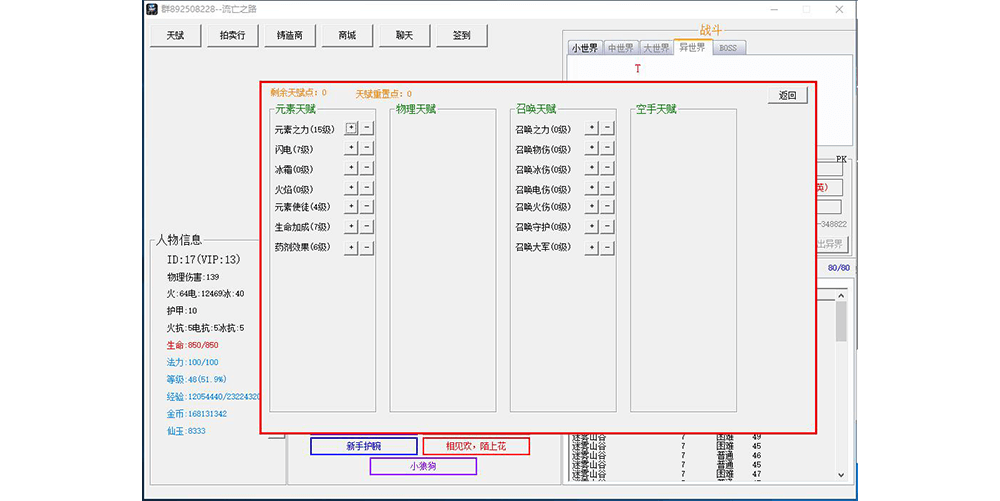 群892508228--流亡之路
天赋 拍卖行 铸造商 商城 聊天 签到
战斗
小世界 中世界 大世界 异世界 BOSS
T
剩余天赋点：0 天赋重置点：0
返回
元素天赋 物理天赋 召唤天赋 空手天赋
元素之力(15级) + - 召唤之力(0级) + -
闪电(7级) + - 召唤物伤(0级) + -
冰霜(0级) + - 召唤冰伤(0级) + -
火焰(0级) + - 召唤电伤(0级) + -
元素使徒(4级) + - 召唤火伤(0级) + -
生命加成(7级) + - 召唤守护(0级) + -
药剂效果(6级) + - 召唤大军(0级) + -
PK
英)
-348822
出异界
80/80
人物信息
ID:17(VIP:13)
物理伤害:139
火:64电:12469冰:40
护甲:10
火抗:5电抗:5冰抗:5
生命:850/850
法力:100/100
等级:48(51.9%)
经验:12054440/23224320
金币:168131342
仙玉:8333
新手护腕 相见欢，陌上花
小狼狗
迷雾山谷 7 困难 49
迷雾山谷 7 困难 45
迷雾山谷 7 普通 46
迷雾山谷 7 普通 45
迷雾山谷 7 困难 47